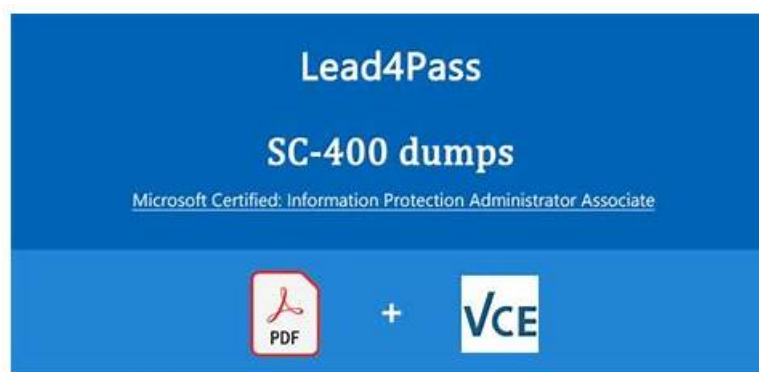 Lead4Pass
SC-400 dumps
Microsoft Certified: Information Protection Administrator Associate
PDF
+
VCE